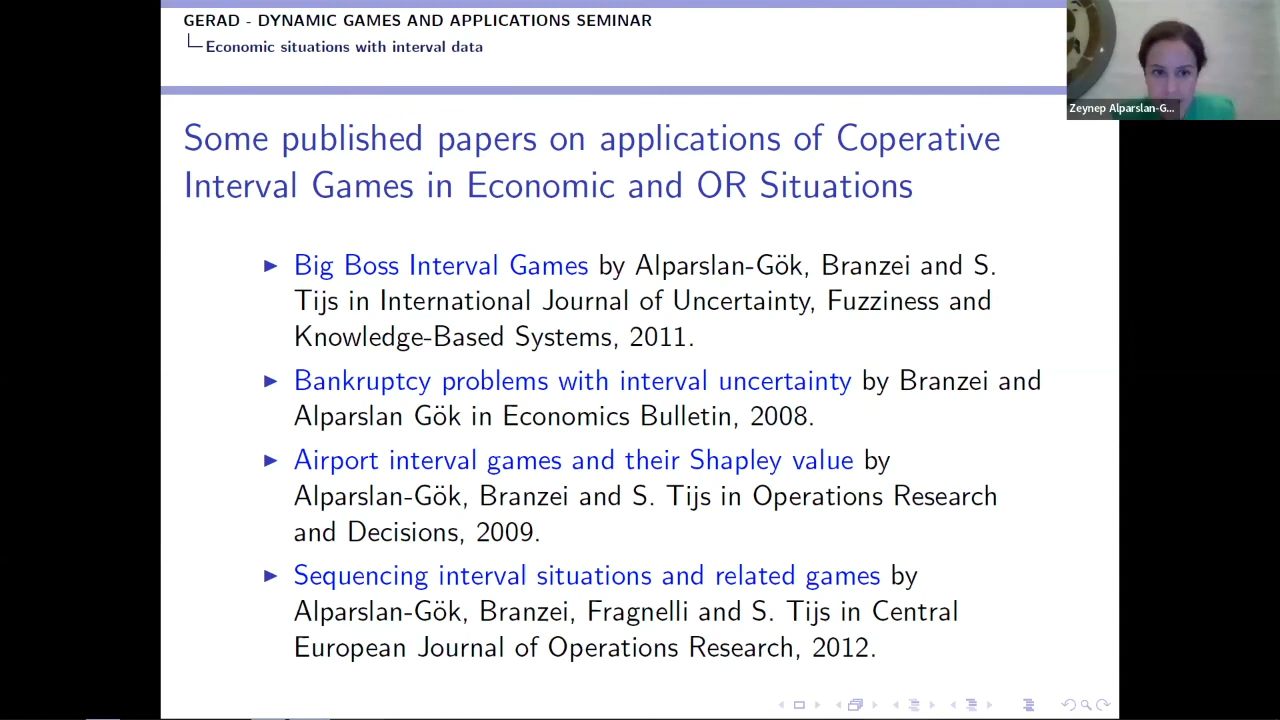 GERAD - DYNAMIC GAMES AND APPLICATIONS SEMINAR
Economic situations with interval data
Zeynep Alparslan-G...
Some published papers on applications of Coperative
Interval Games in Economic and OR Situations
Big Boss Interval Games by Alparslan-Gök, Branzei and S.
Tijs in International Journal of Uncertainty, Fuzziness and
Knowledge-Based Systems, 2011.
Bankruptcy problems with interval uncertainty by Branzei and
Alparslan Gök in Economics Bulletin, 2008.
Airport interval games and their Shapley value by
Alparslan-Gök, Branzei and S. Tijs in Operations Research
and Decisions, 2009.
Sequencing interval situations and related games by
Alparslan-Gök, Branzei, Fragnelli and S. Tijs in Central
European Journal of Operations Research, 2012.